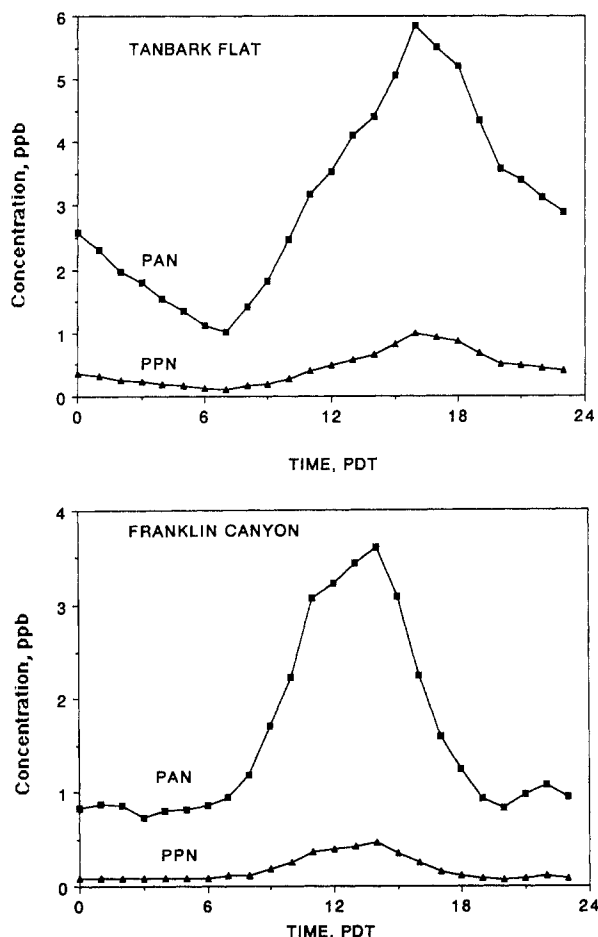 TANBARK FLAT
Concentration, ppb
6
5
4
3
2
1
0
PAN
PPN
0 6 12 18 24
TIME, PDT
FRANKLIN CANYON
Concentration, ppb
4
3
2
1
0
PAN
PPN
0 6 12 18 24
TIME, PDT